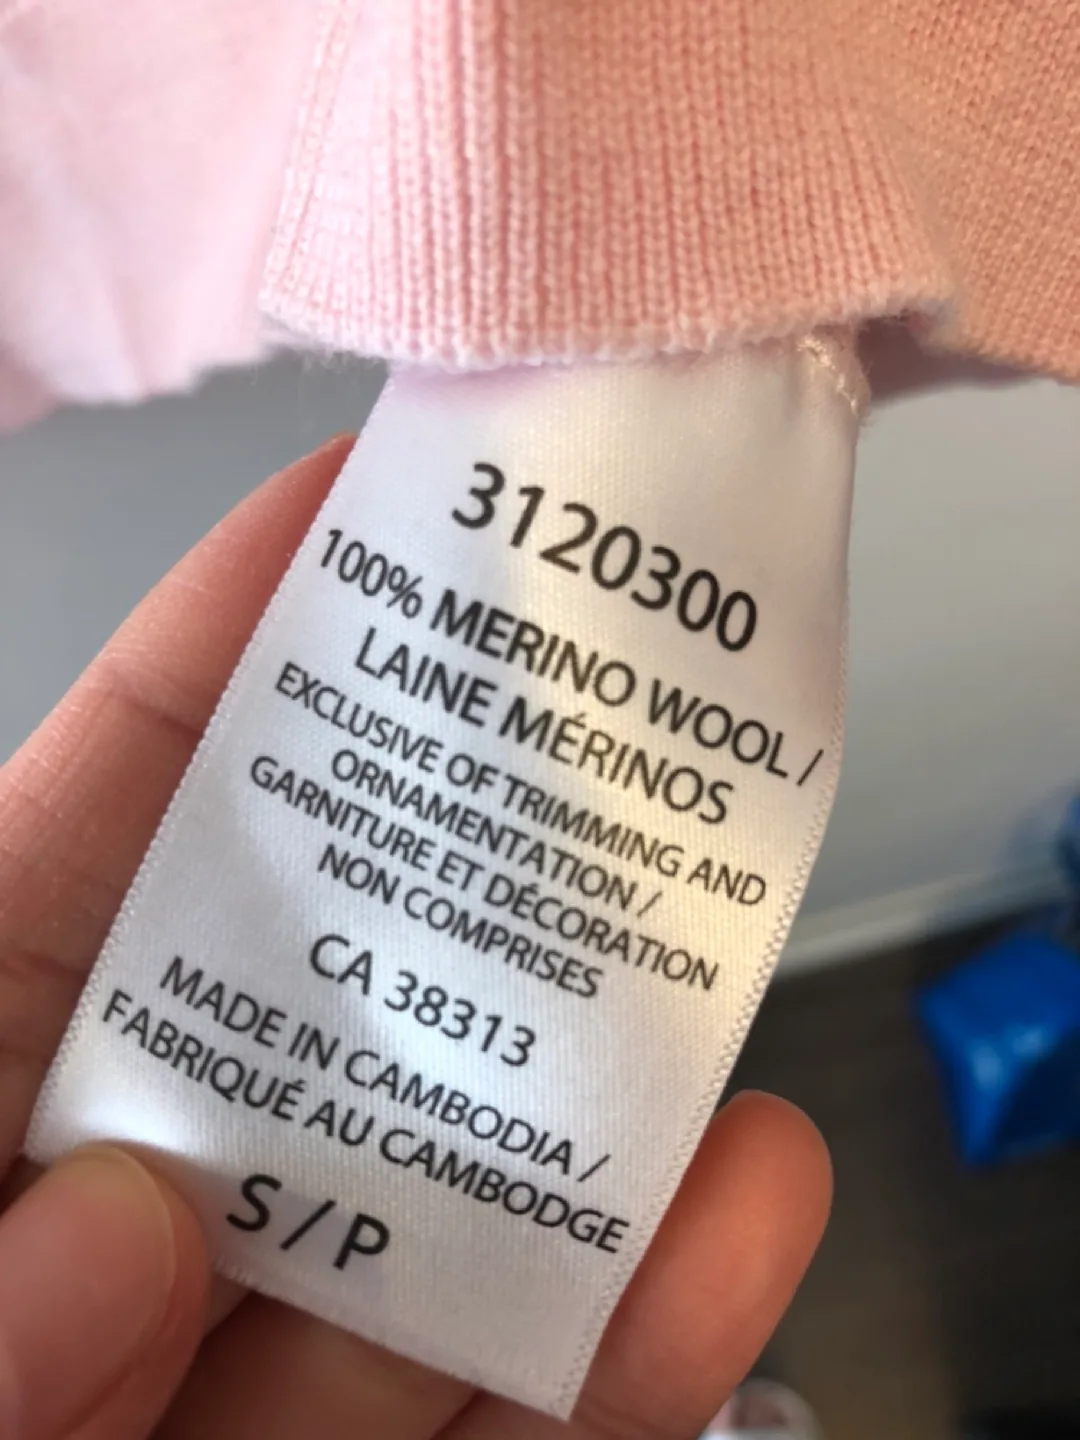 3120300
100% MERINO WOOL /
LAINE MÉRINOS
EXCLUSIVE OF TRIMMING AND
ORNAMENTATION /
GARNITURE ET DÉCORATION
NON COMPRISES
CA 38313
MADE IN CAMBODIA /
FABRIQUÉ AU CAMBODGE
S / P